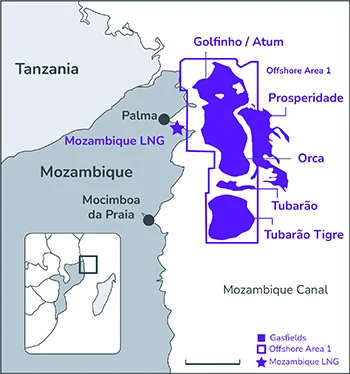 Golfinho / Atum
Tanzania
Offshore Area 1
Prosperidade
Palma
Mozambique LNG
Orca
Mozambique
Mocimboa
da Praia
Tubarão
Tubarão Tigre
Mozambique Canal
Gasfields
Offshore Area 1
Mozambique LNG